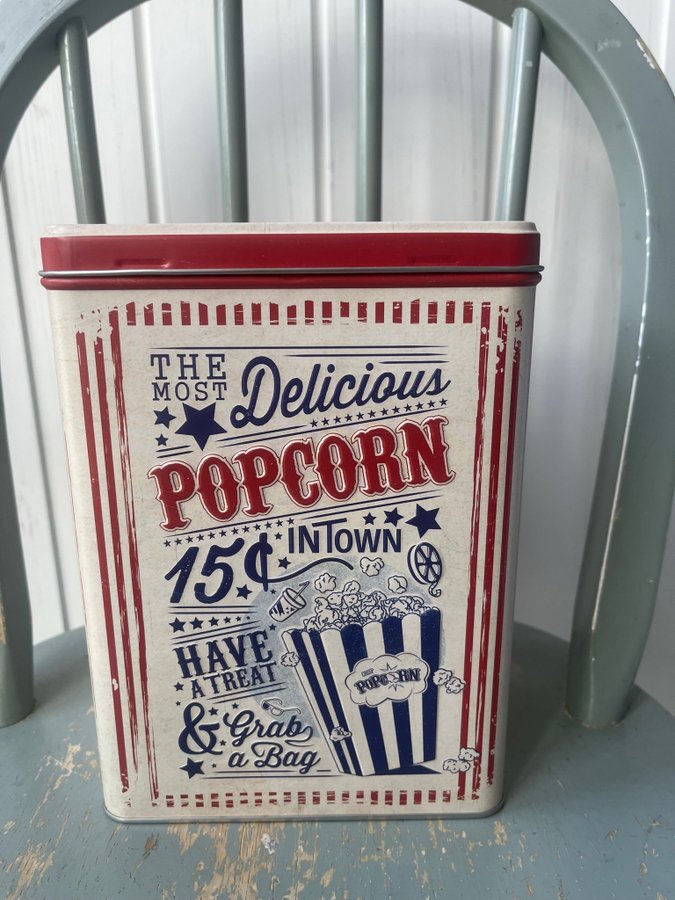 THE
MOST
Delicious
POPCORN
15¢ IN TOWN
HAVE
A TREAT
& Grab
a Bag
POPCORN